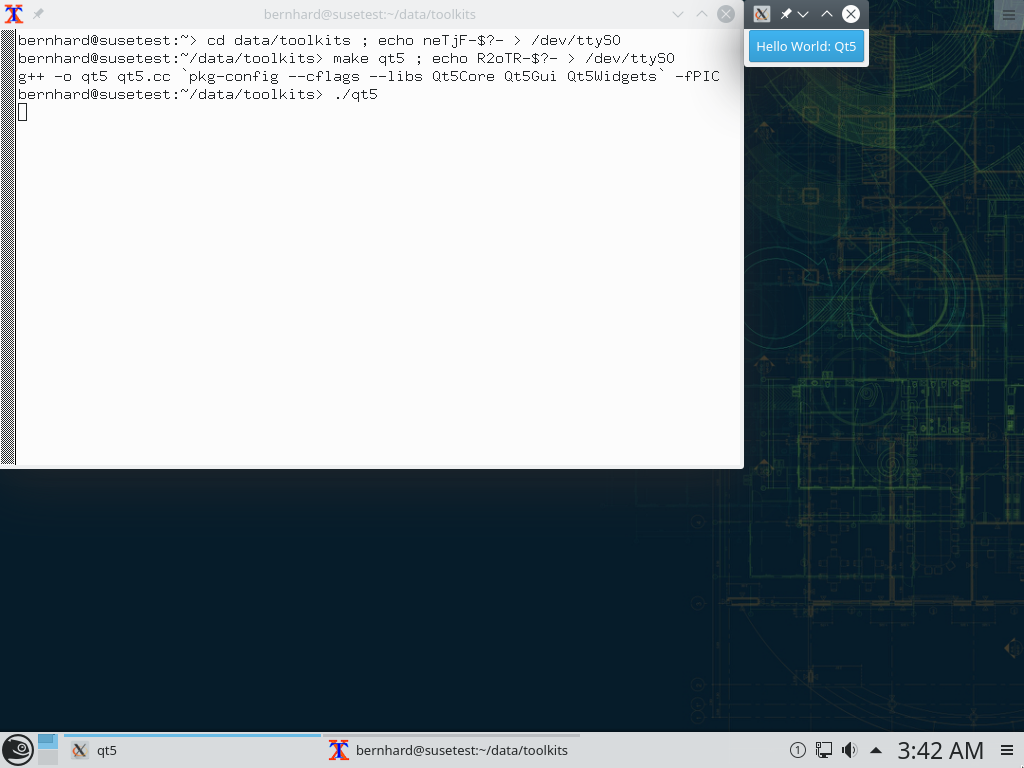 bernhard@susetest:~/data/toolkits
bernhard@susetest:~> cd data/toolkits ; echo neTjF-$?- > /dev/ttyS0
bernhard@susetest:~/data/toolkits> make qt5 ; echo R2oTR-$?- > /dev/ttyS0
g++ -o qt5 qt5.cc `pkg-config --cflags --libs Qt5Core Qt5Gui Qt5Widgets` -fPIC
bernhard@susetest:~/data/toolkits> ./qt5
Hello World: Qt5
qt5
bernhard@susetest:~/data/toolkits
1
3:42 AM